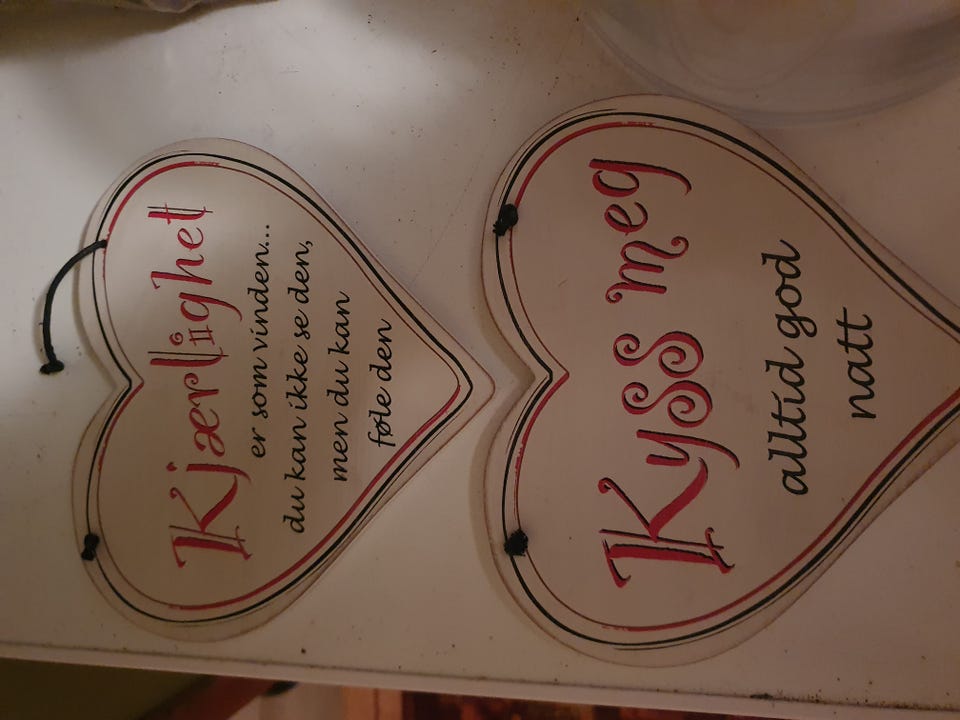 Kjærlighet
er som vinden...
du kan ikke se den,
men du kan
føle den
Kyss meg
alltid god
natt